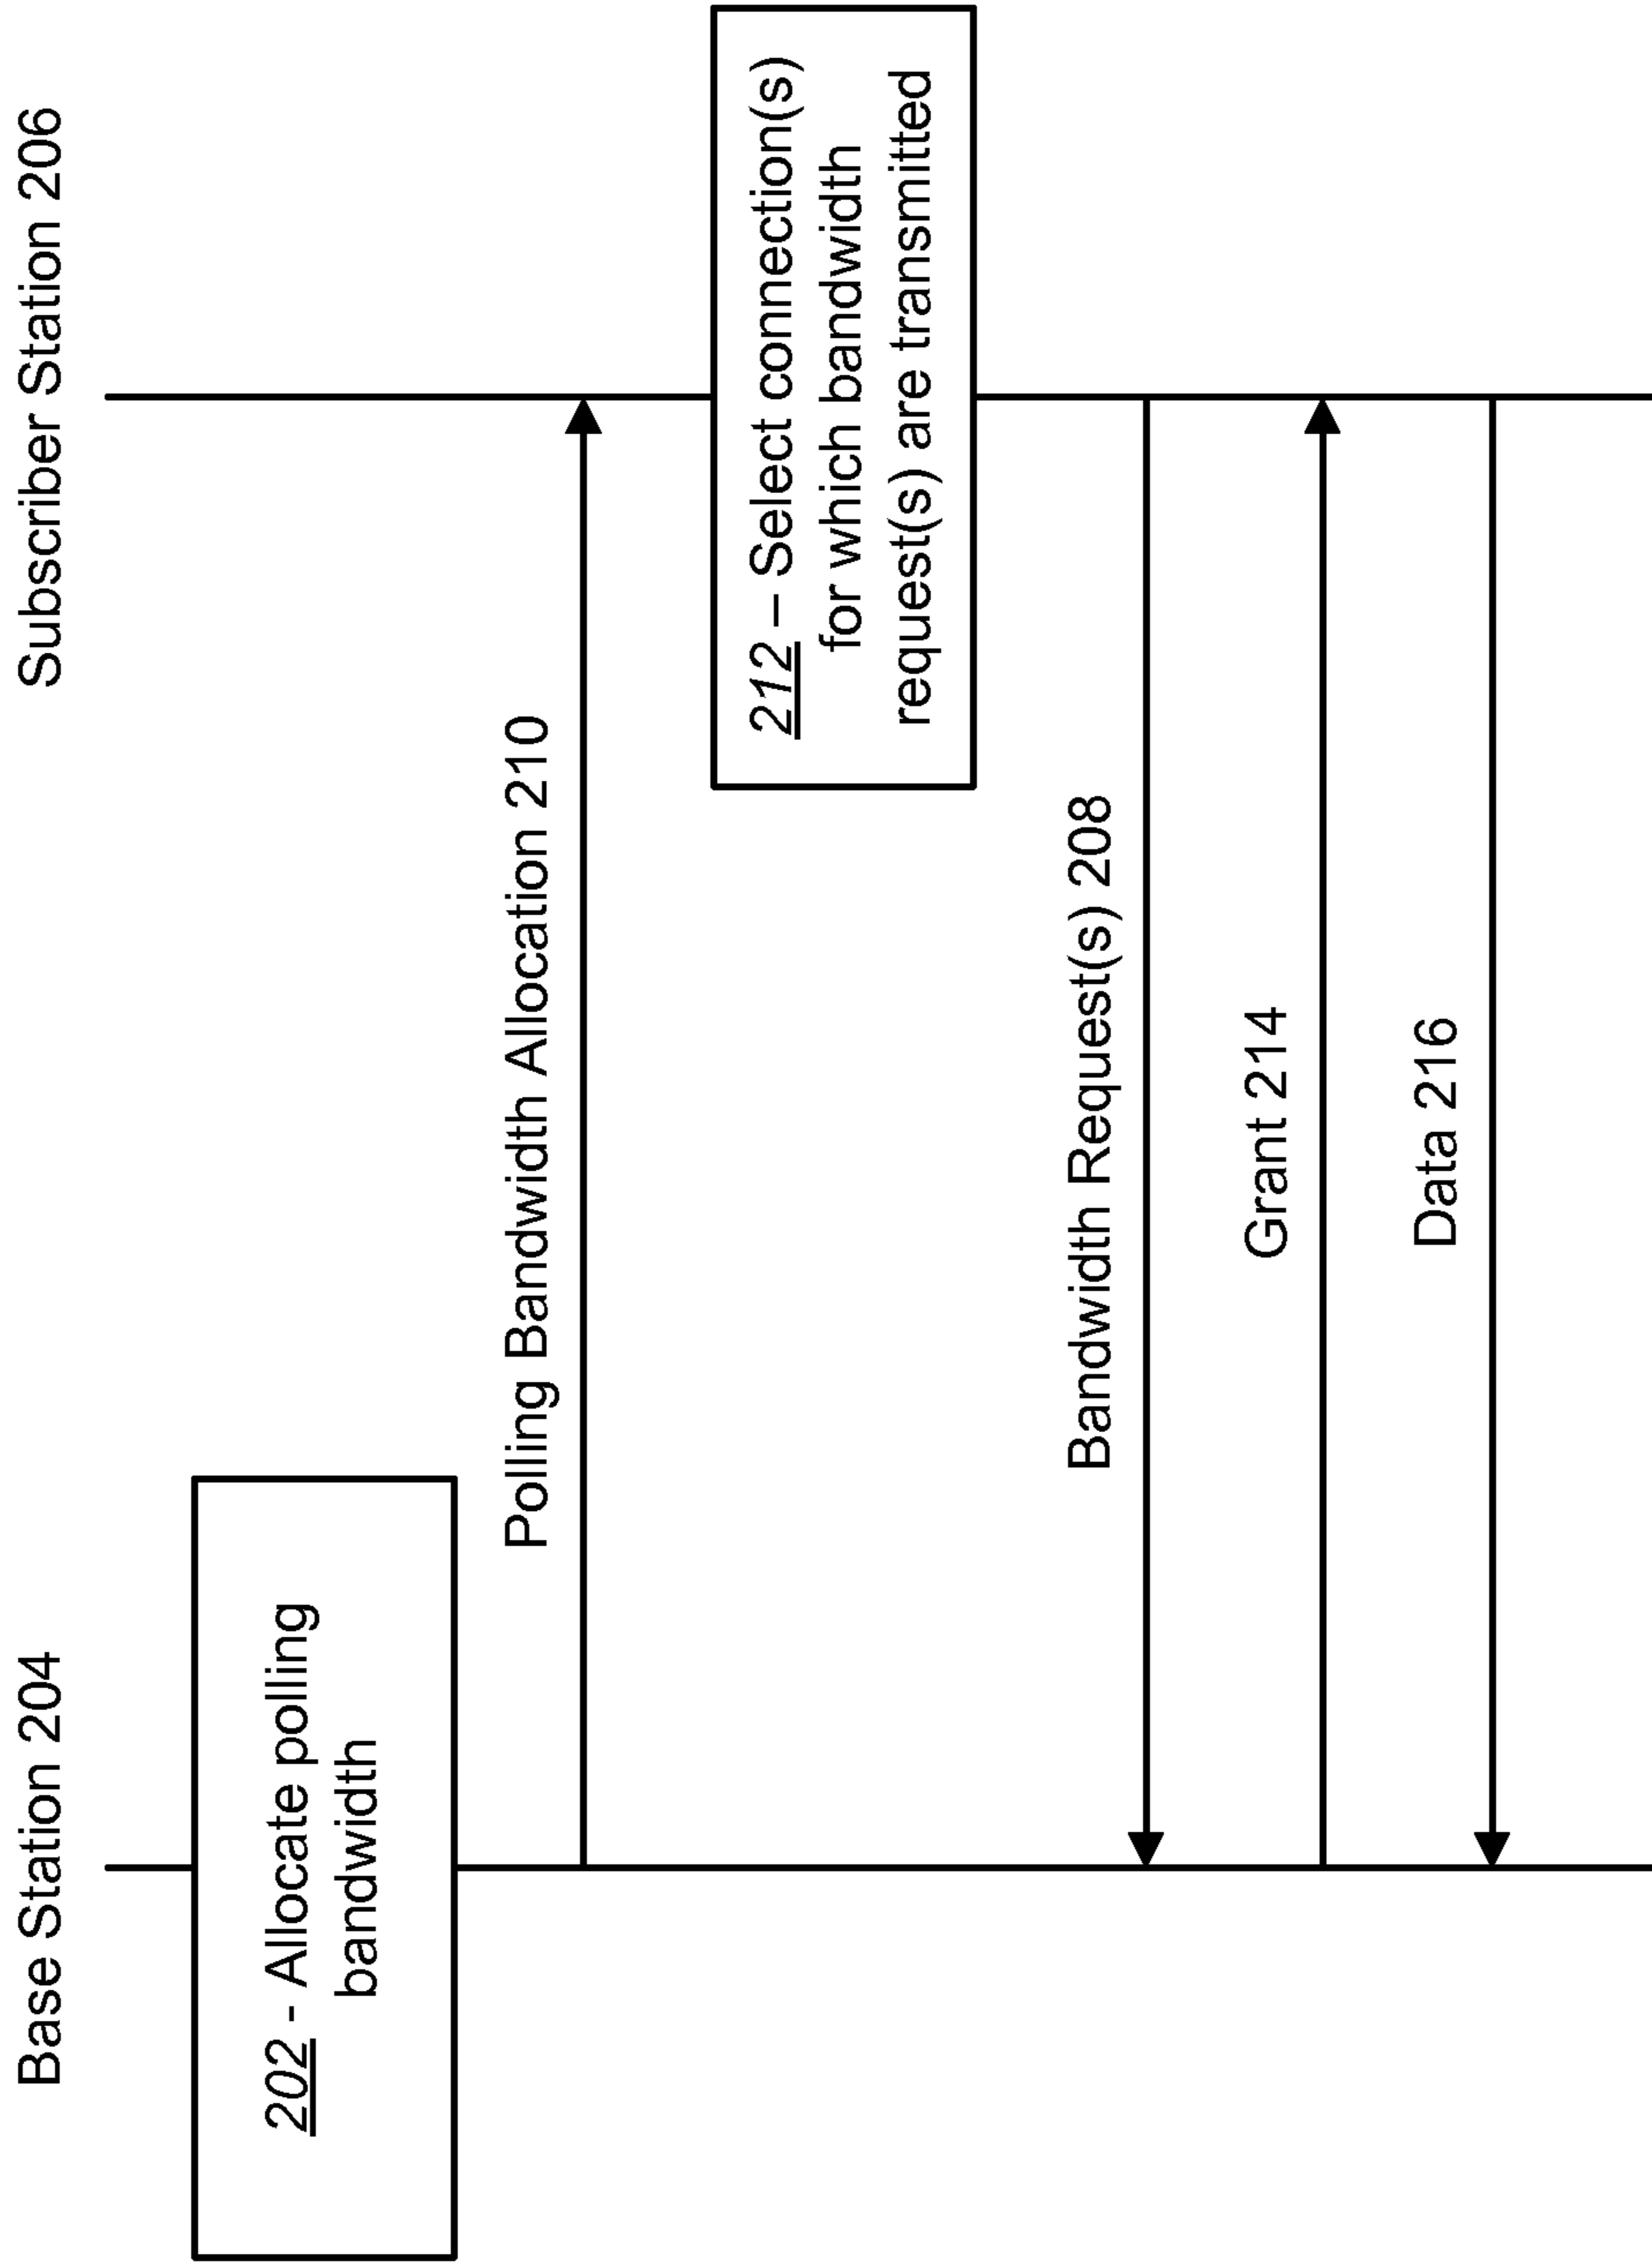 Base Station 204
Subscriber Station 206
202 - Allocate polling
bandwidth
Polling Bandwidth Allocation 210
212 – Select connection(s)
for which bandwidth
request(s) are transmitted
Bandwidth Request(s) 208
Grant 214
Data 216